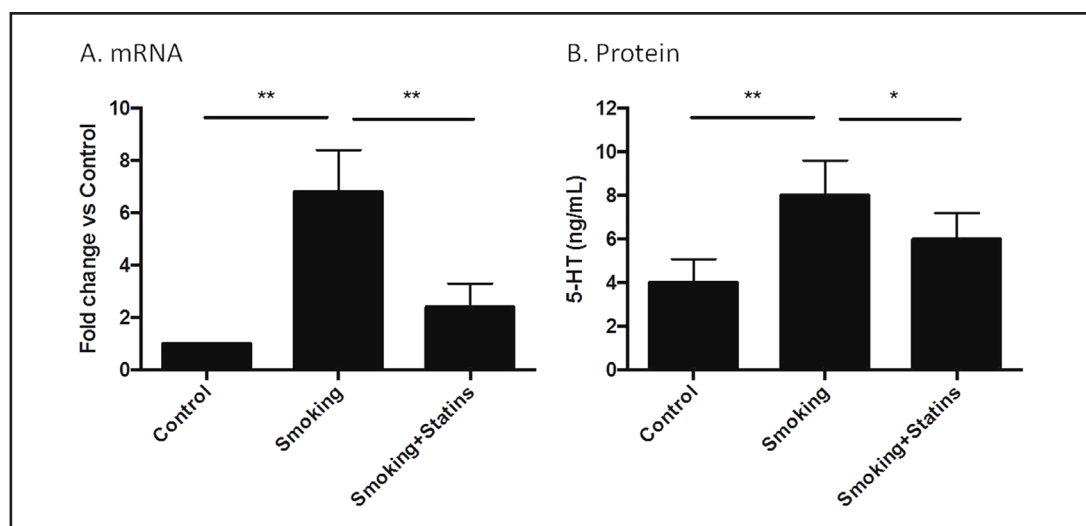 A. mRNA
** **
Fold change vs Control
10
8
6
4
2
0
Control
Smoking
Smoking+Statins
B. Protein
** *
5-HT (ng/mL)
12
10
8
6
4
2
0
Control
Smoking
Smoking+Statins